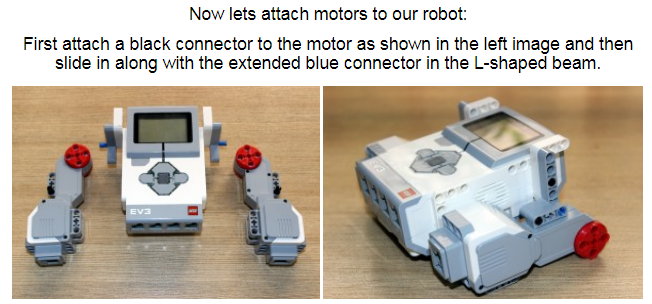 Now lets attach motors to our robot:
First attach a black connector to the motor as shown in the left image and then
slide in along with the extended blue connector in the L-shaped beam.
EV3
LEGO